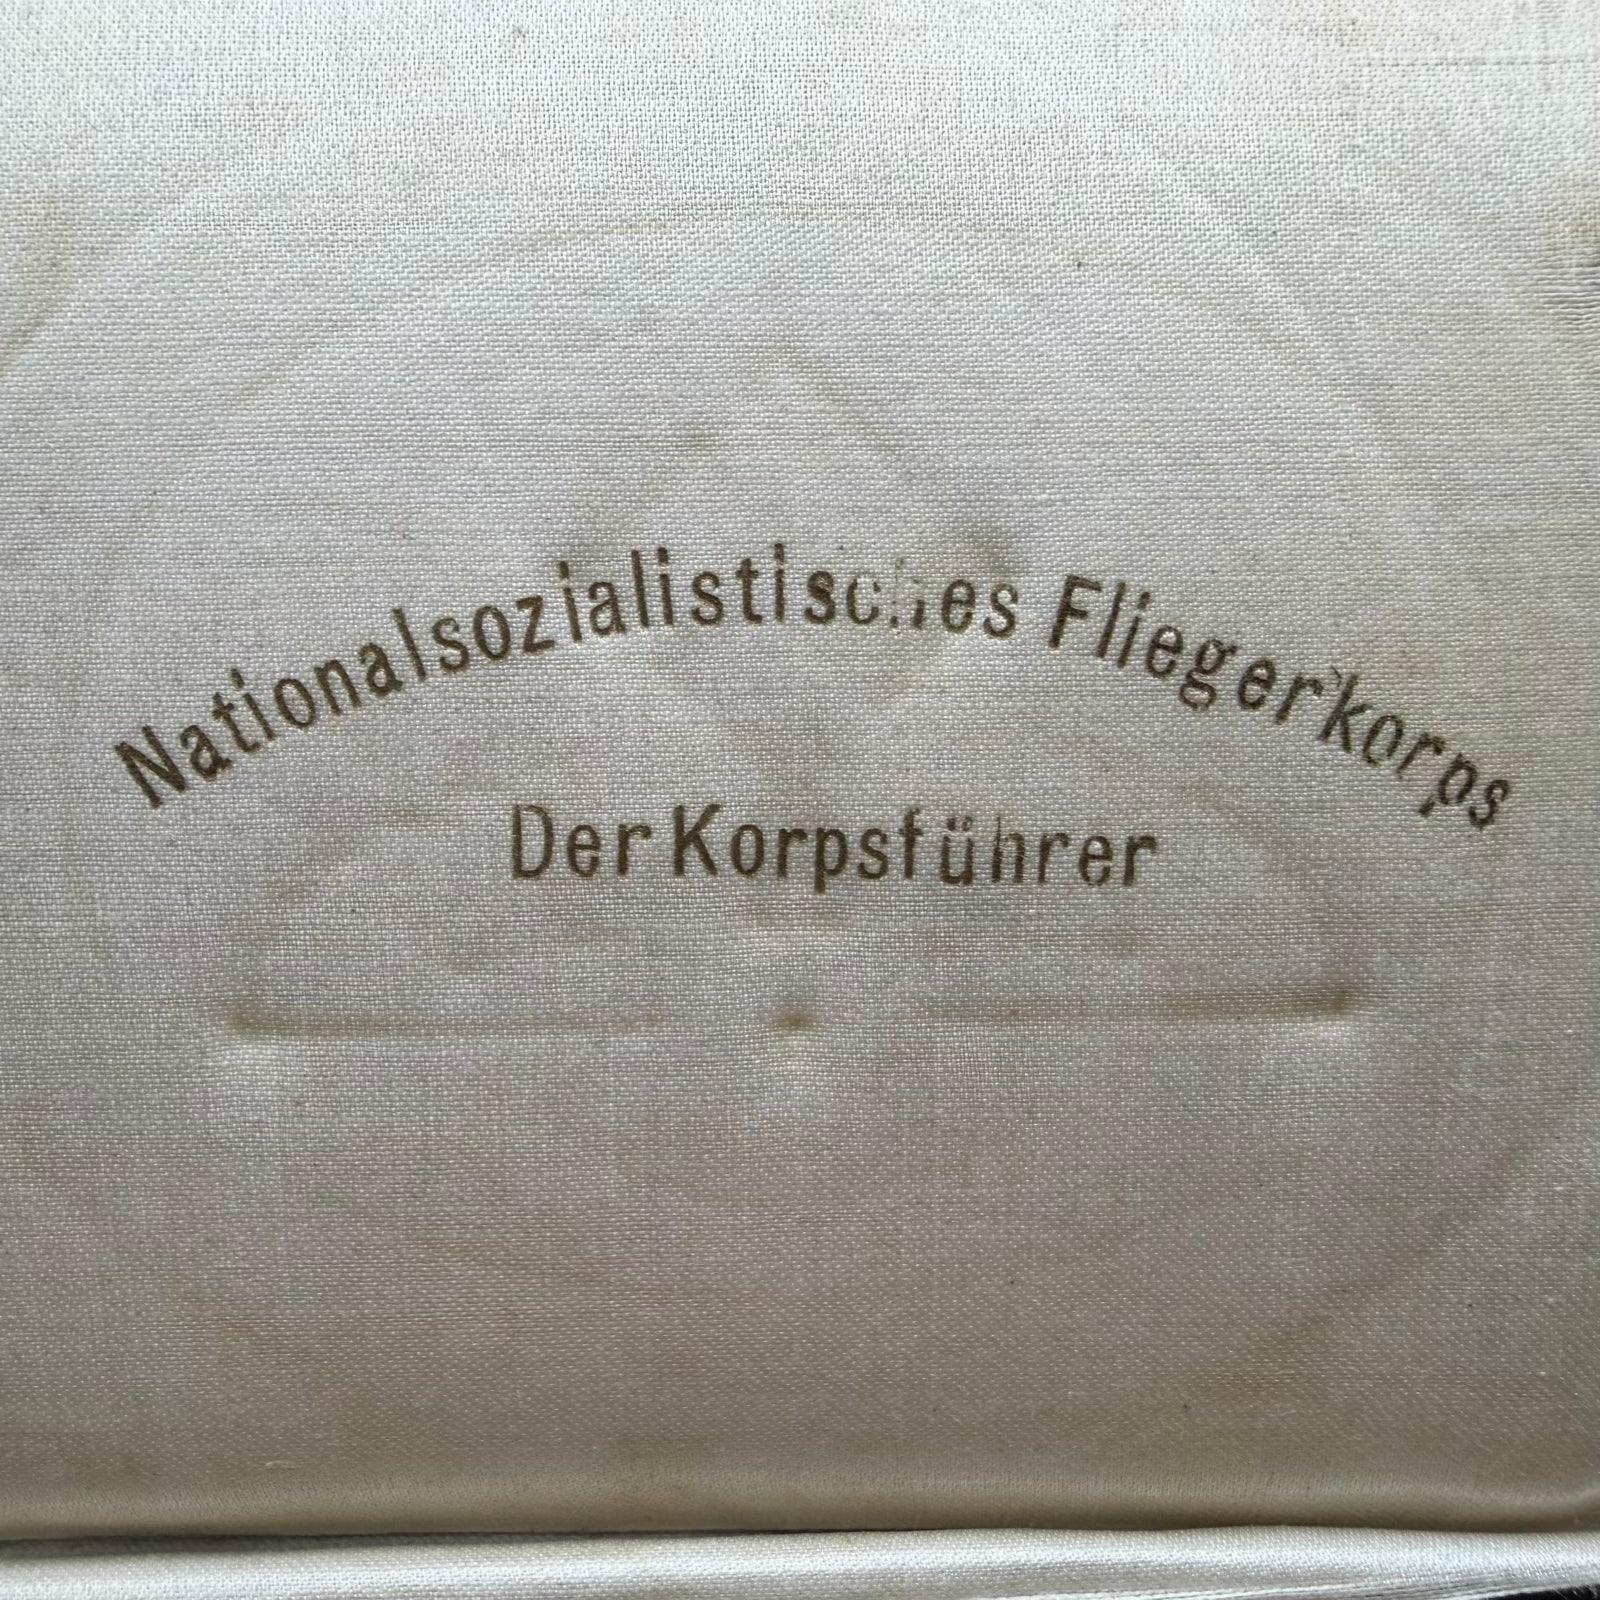 Nationalsozialistisches Fliegerkorps
Der Korpsführer